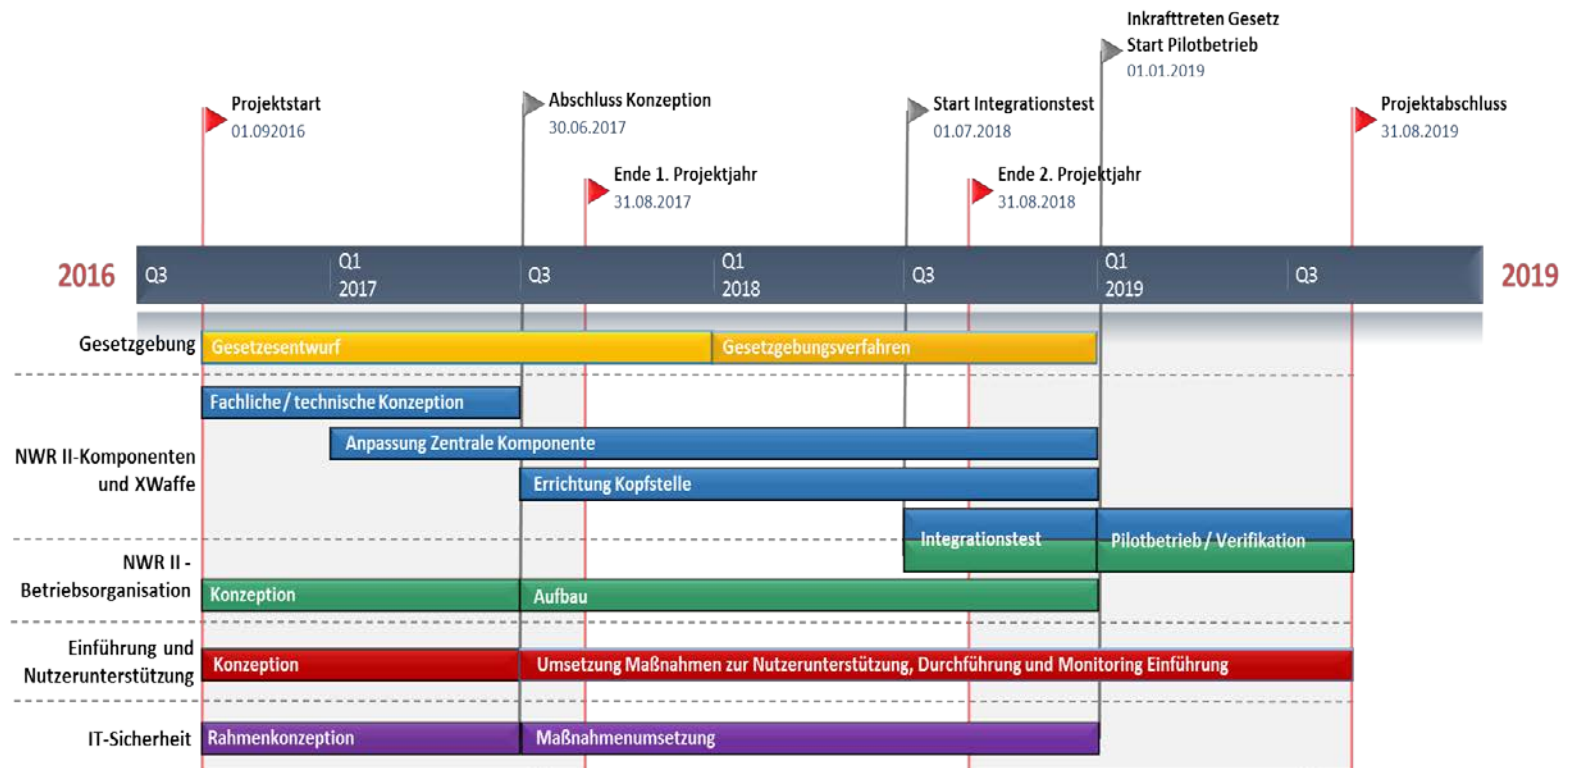 Inkrafttreten Gesetz
Start Pilotbetrieb
01.01.2019
Projektstart
01.092016
Abschluss Konzeption
30.06.2017
Start Integrationstest
01.07.2018
Projektabschluss
31.08.2019
Ende 1. Projektjahr
31.08.2017
Ende 2. Projektjahr
31.08.2018
2016
Q3
Q1
2017
Q3
Q1
2018
Q3
Q1
2019
Q3
2019
Gesetzgebung
Gesetzesentwurf
Gesetzgebungsverfahren
NWR II-Komponenten
und XWaffe
Fachliche / technische Konzeption
Anpassung Zentrale Komponente
Errichtung Kopfstelle
Integrationstest
Pilotbetrieb / Verifikation
NWR II -
Betriebsorganisation
Konzeption
Aufbau
Einführung und
Nutzerunterstützung
Konzeption
Umsetzung Maßnahmen zur Nutzerunterstützung, Durchführung und Monitoring Einführung
IT-Sicherheit
Rahmenkonzeption
Maßnahmenumsetzung